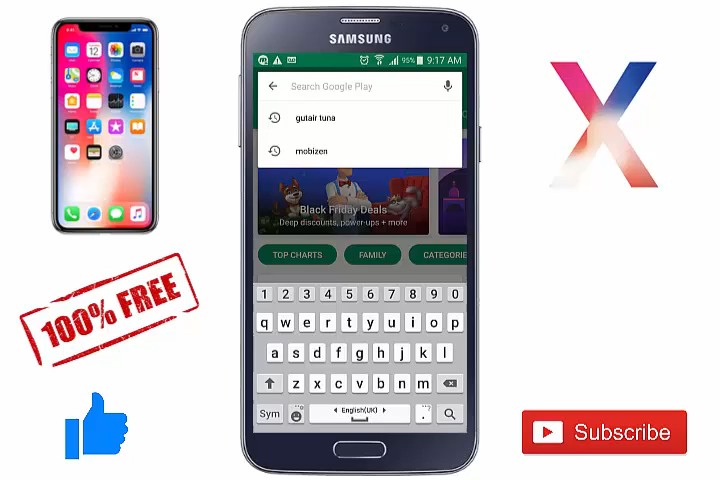 SAMSUNG
95% 9:17 AM
Search Google Play
gutair tuna
mobizen
Black Friday Deals
Deep discounts, power-ups + more
TOP CHARTS
FAMILY
CATEGORIE
1 2 3 4 5 6 7 8 9 0
q w e r t y u i o p
a s d f g h j k l
z x c v b n m
Sym
English(UK)
.
100% FREE
X
Subscribe